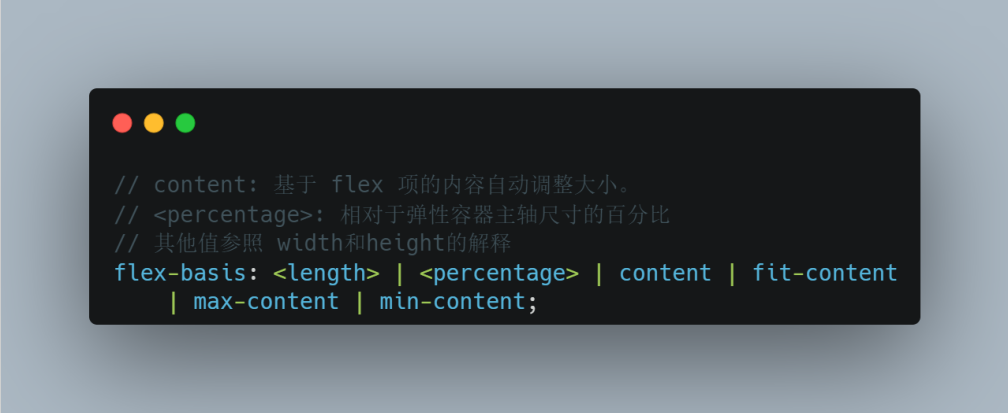 // content: 基于 flex 项的内容自动调整大小。
// <percentage>: 相对于弹性容器主轴尺寸的百分比
// 其他值参照 width和height的解释
flex-basis: <length> | <percentage> | content | fit-content
| max-content | min-content;